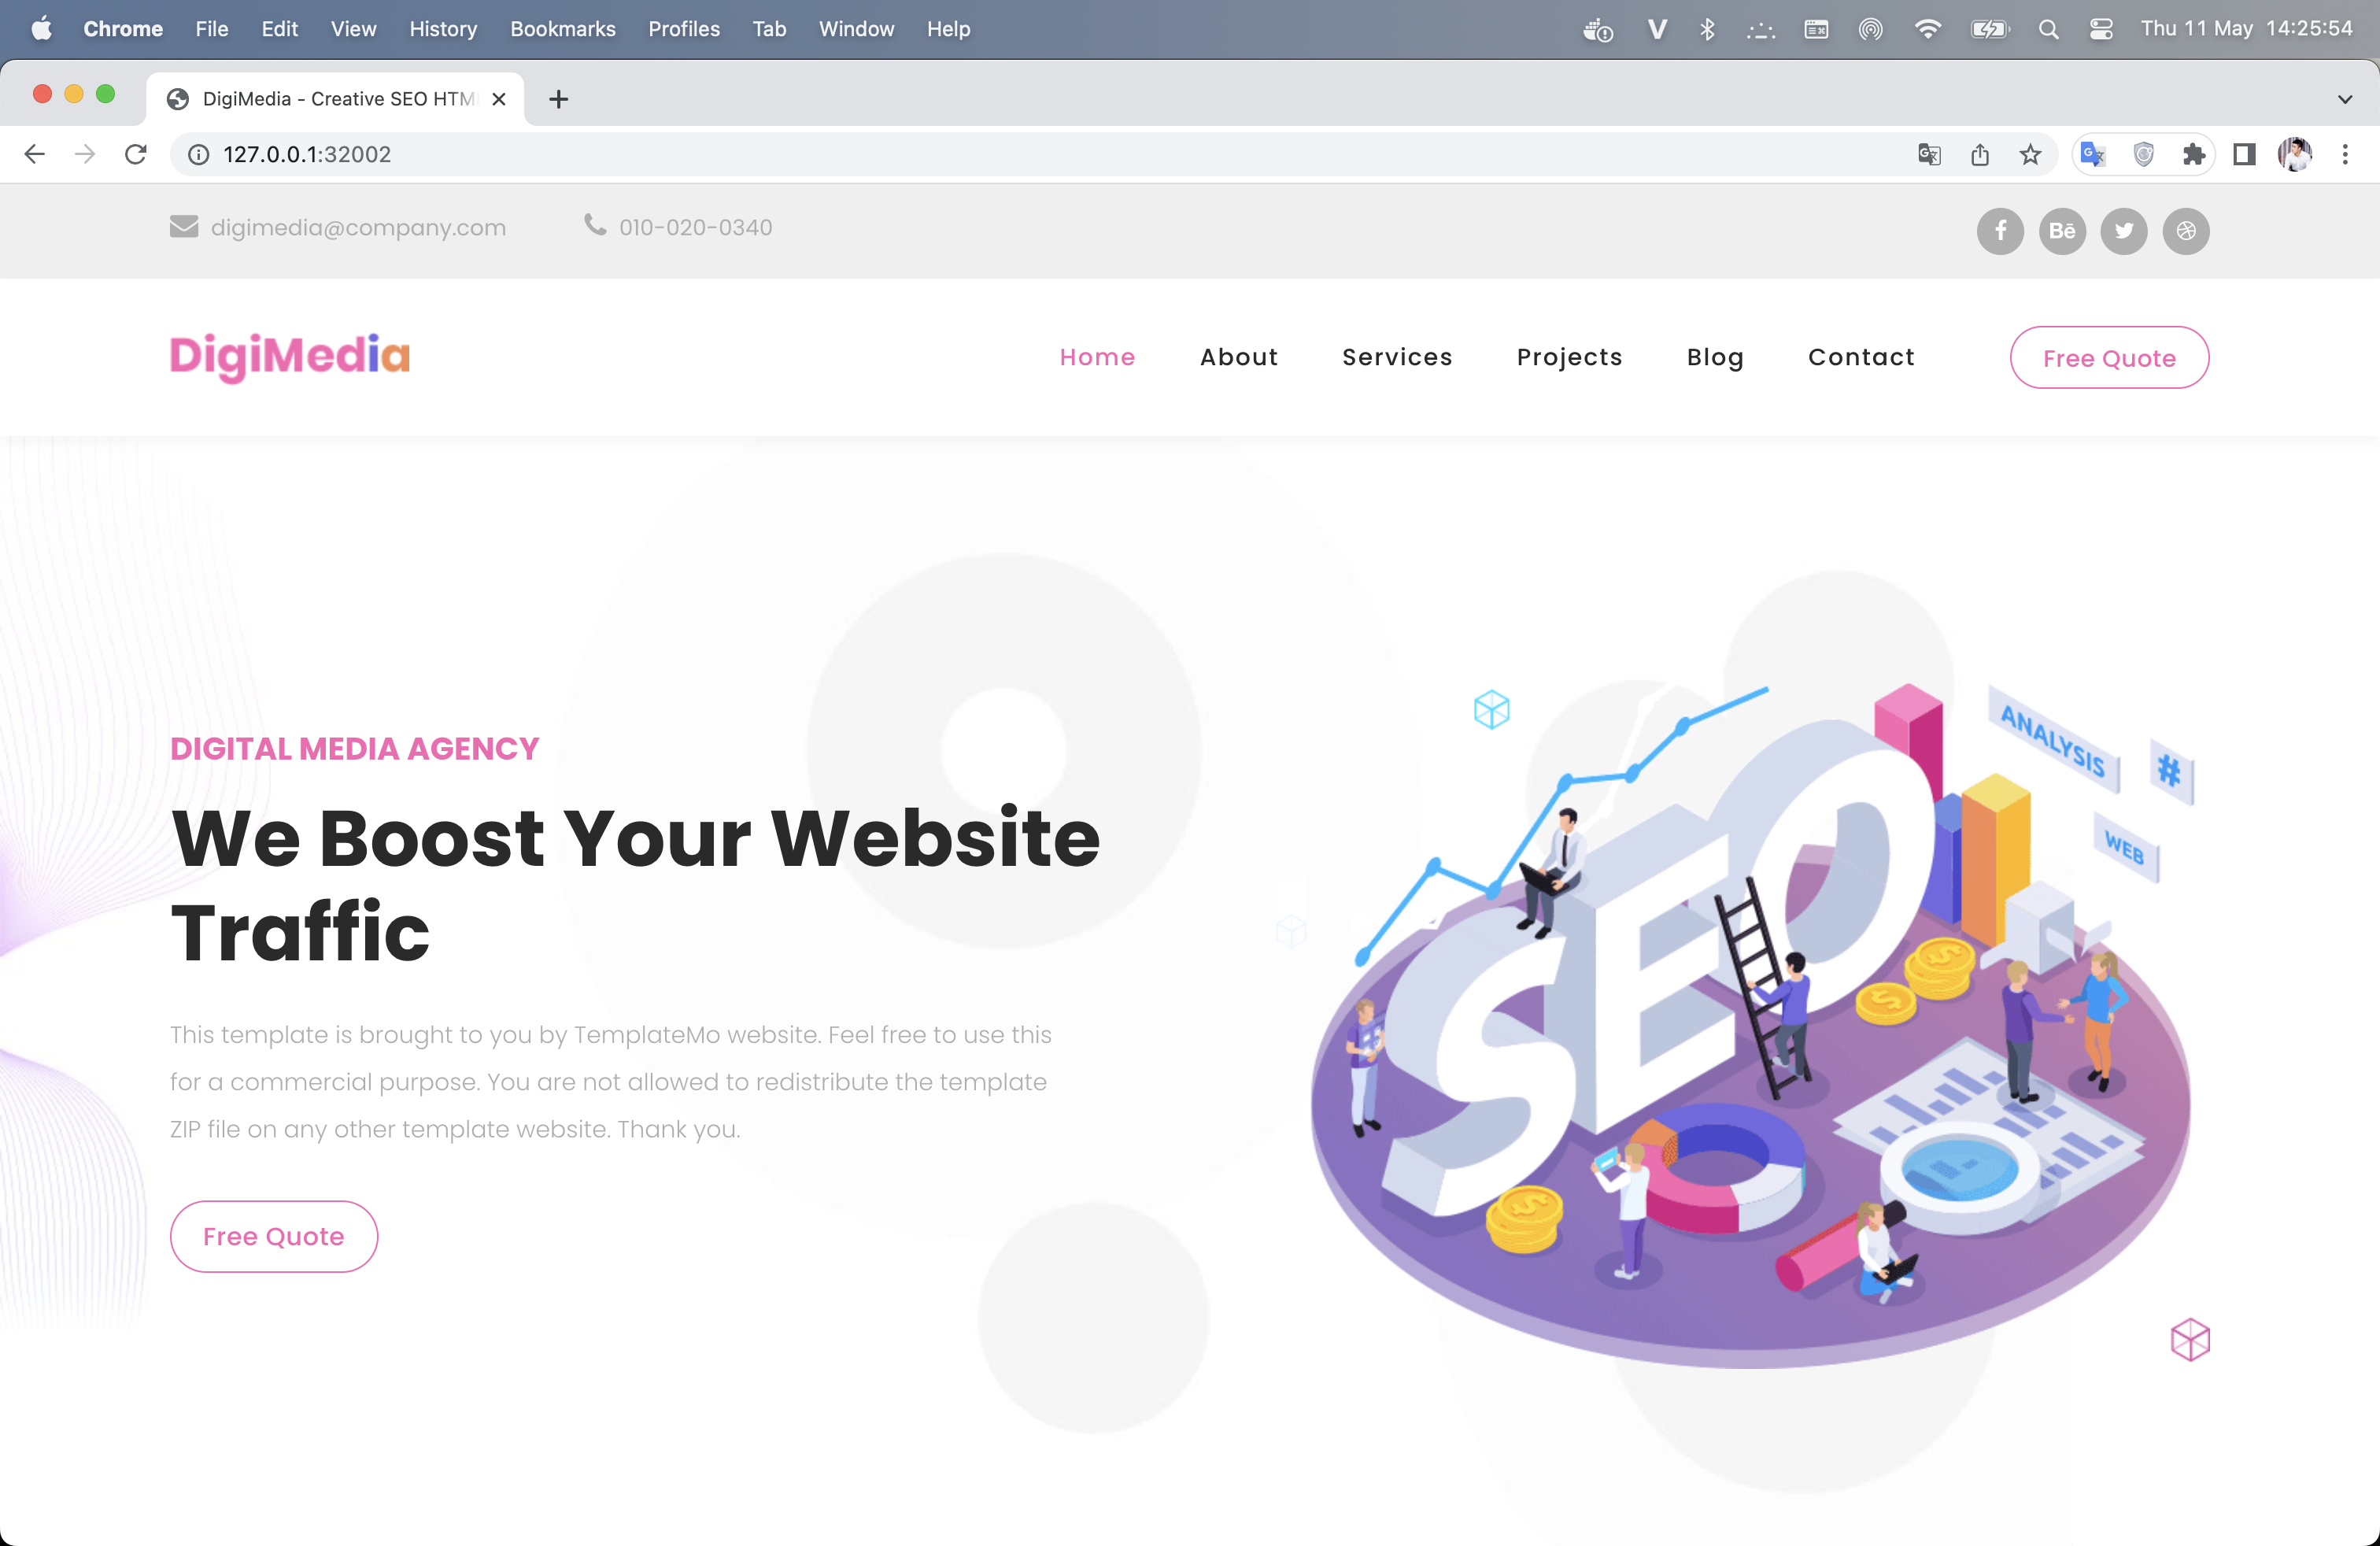 Chrome File Edit View History Bookmarks Profiles Tab Window Help Thu 11 May 14:25:54
DigiMedia - Creative SEO HTM
127.0.0.1:32002
digimedia@company.com 010-020-0340 Bē
DigiMedia Home About Services Projects Blog Contact Free Quote
DIGITAL MEDIA AGENCY
We Boost Your Website
Traffic
This template is brought to you by TemplateMo website. Feel free to use this
for a commercial purpose. You are not allowed to redistribute the template
ZIP file on any other template website. Thank you.
Free Quote
ANALYSIS
#
WEB
SEO